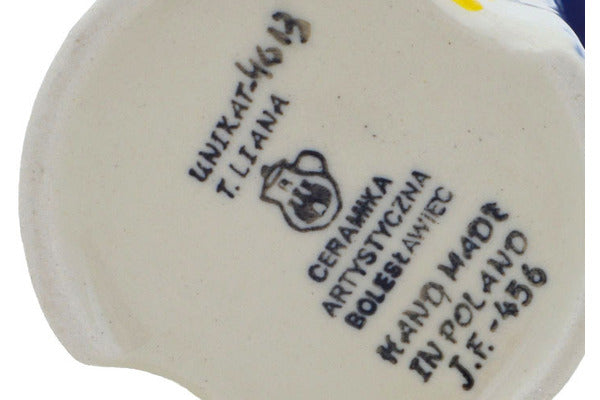 UNIKAT-4613
T. LIANA
CERAMIKA
ARTYSTYCZNA
BOLESŁAWIEC
HAND MADE
IN POLAND
J.F.-456